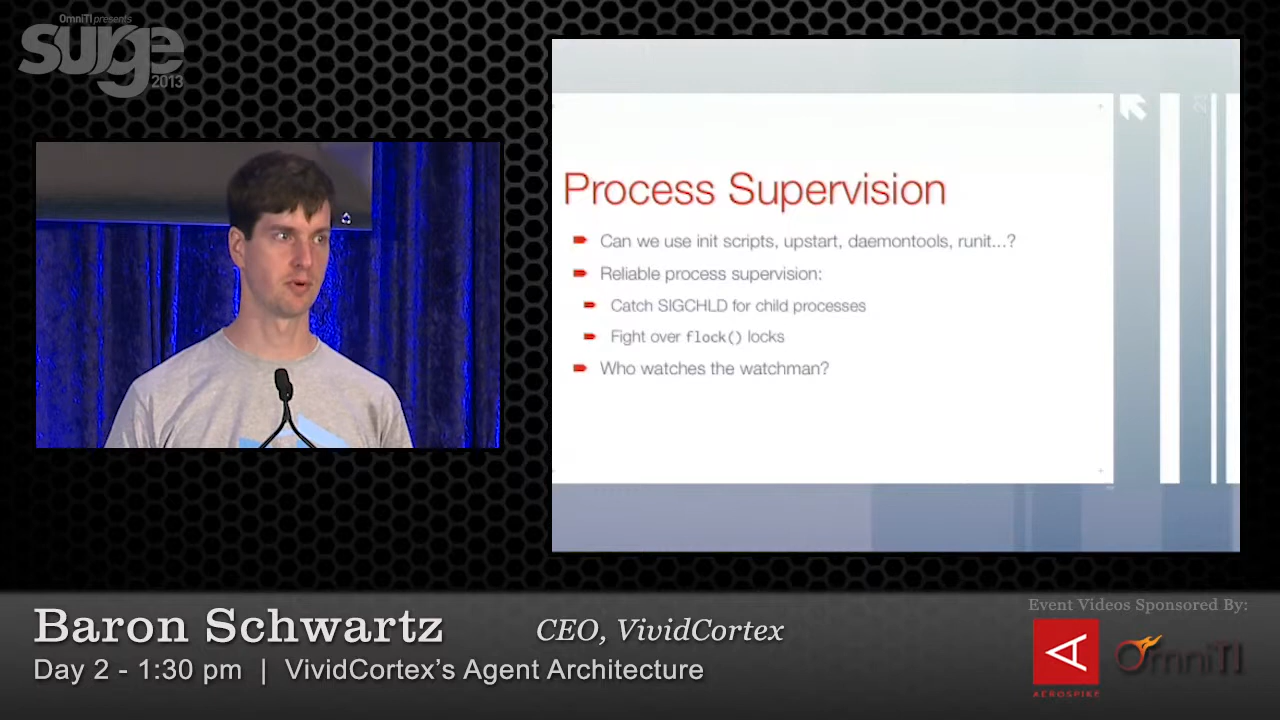 OmniTI presents
surge
2013
Process Supervision
Can we use init scripts, upstart, daemontools, runit...?
Reliable process supervision:
Catch SIGCHLD for child processes
Fight over flock() locks
Who watches the watchman?
Baron Schwartz
CEO, VividCortex
Day 2 - 1:30 pm | VividCortex's Agent Architecture
Event Videos Sponsored By:
AEROSPIKE
OmniTI